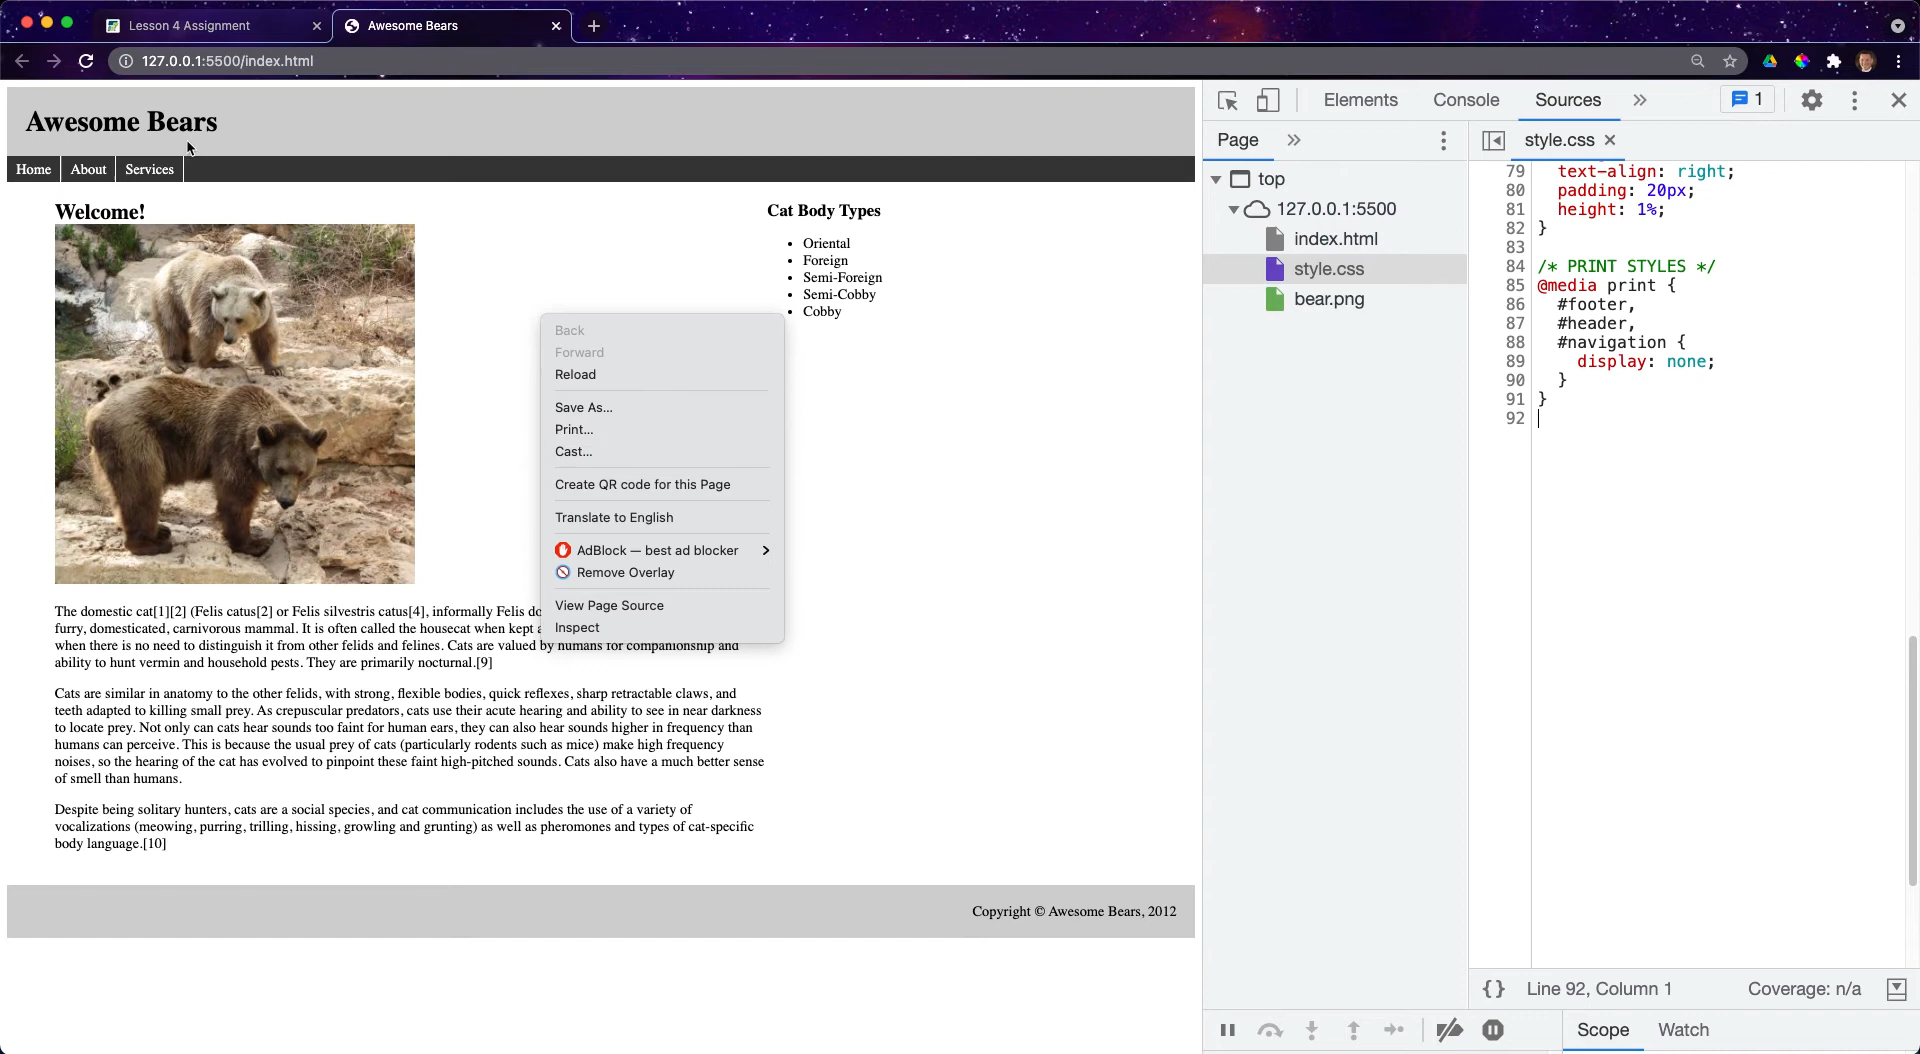 Lesson 4 Assignment
Awesome Bears
127.0.0.1:5500/index.html
Awesome Bears
Home
About
Services
Welcome!
Cat Body Types
• Oriental
• Foreign
• Semi-Foreign
• Semi-Cobby
• Cobby
Back
Forward
Reload
Save As...
Print...
Cast...
Create QR code for this Page
Translate to English
AdBlock — best ad blocker
Remove Overlay
View Page Source
Inspect
The domestic cat[1][2] (Felis catus[2] or Felis silvestris catus[4], informally Felis
furry, domesticated, carnivorous mammal. It is often called the housecat when kept
when there is no need to distinguish it from other felids and felines. Cats are valued by humans for companionship and
ability to hunt vermin and household pests. They are primarily nocturnal.[9]
Cats are similar in anatomy to the other felids, with strong, flexible bodies, quick reflexes, sharp retractable claws, and
teeth adapted to killing small prey. As crepuscular predators, cats use their acute hearing and ability to see in near darkness
to locate prey. Not only can cats hear sounds too faint for human ears, they can also hear sounds higher in frequency than
humans can perceive. This is because the usual prey of cats (particularly rodents such as mice) make high frequency
noises, so the hearing of the cat has evolved to pinpoint these faint high-pitched sounds. Cats also have a much better sense
of smell than humans.
Despite being solitary hunters, cats are a social species, and cat communication includes the use of a variety of
vocalizations (meowing, purring, trilling, hissing, growling and grunting) as well as pheromones and types of cat-specific
body language.[10]
Copyright © Awesome Bears, 2012
Elements
Console
Sources
1
Page
top
127.0.0.1:5500
index.html
style.css
bear.png
style.css
79 text-align: right;
80 padding: 20px;
81 height: 1%;
82 }
83
84 /* PRINT STYLES */
85 @media print {
86 #footer,
87 #header,
88 #navigation {
89 display: none;
90 }
91 }
92
{} Line 92, Column 1
Coverage: n/a
Scope
Watch